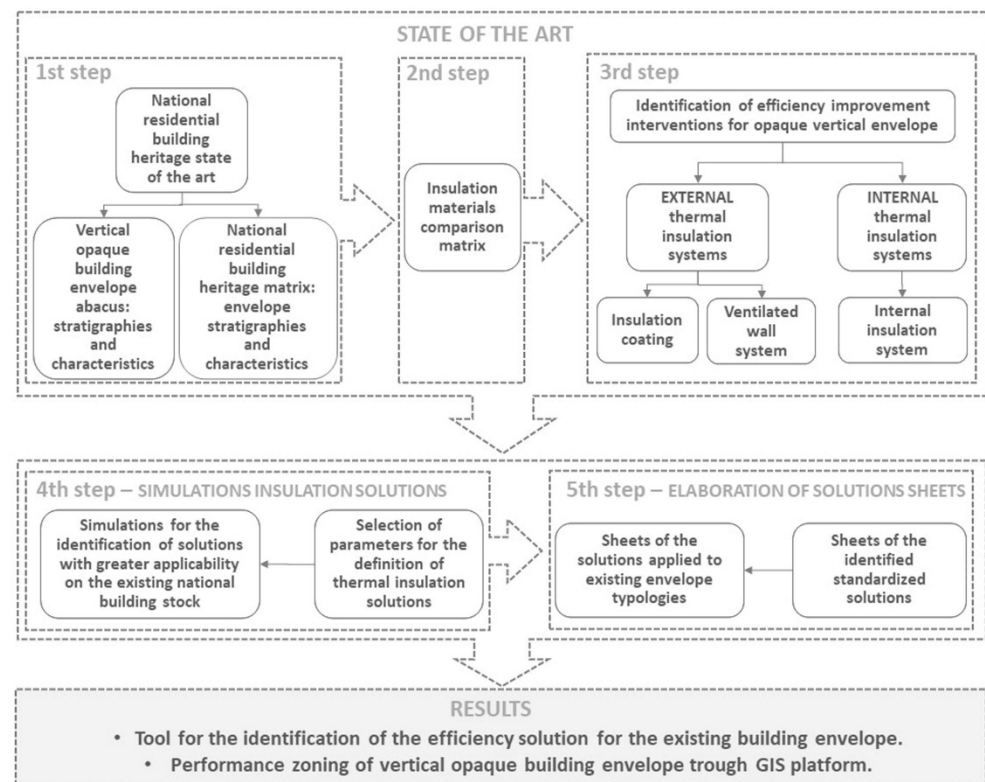 STATE OF THE ART
1st step
National
residential
building
heritage state
of the art
Vertical
opaque
building
envelope
abacus:
stratigraphies
and
characteristics
National
residential
building
heritage matrix:
envelope
stratigraphies
and
characteristics
2nd step
Insulation
materials
comparison
matrix
3rd step
Identification of efficiency improvement
interventions for opaque vertical envelope
EXTERNAL
thermal
insulation
systems
INTERNAL
thermal
insulation
systems
Insulation
coating
Ventilated
wall
system
Internal
insulation
system
4th step – SIMULATIONS INSULATION SOLUTIONS
Simulations for the
identification of solutions
with greater applicability
on the existing national
building stock
Selection of
parameters for the
definition of
thermal insulation
solutions
5th step – ELABORATION OF SOLUTIONS SHEETS
Sheets of the
solutions applied to
existing envelope
typologies
Sheets of the
identified
standardized
solutions
RESULTS
• Tool for the identification of the efficiency solution for the existing building envelope.
• Performance zoning of vertical opaque building envelope trough GIS platform.